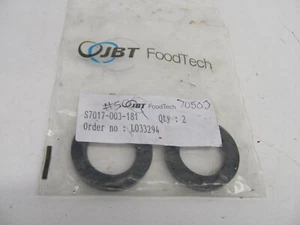 JBT FoodTech
JBT FoodTech
S7017-003-181 Qty : 2
Order no : L033294